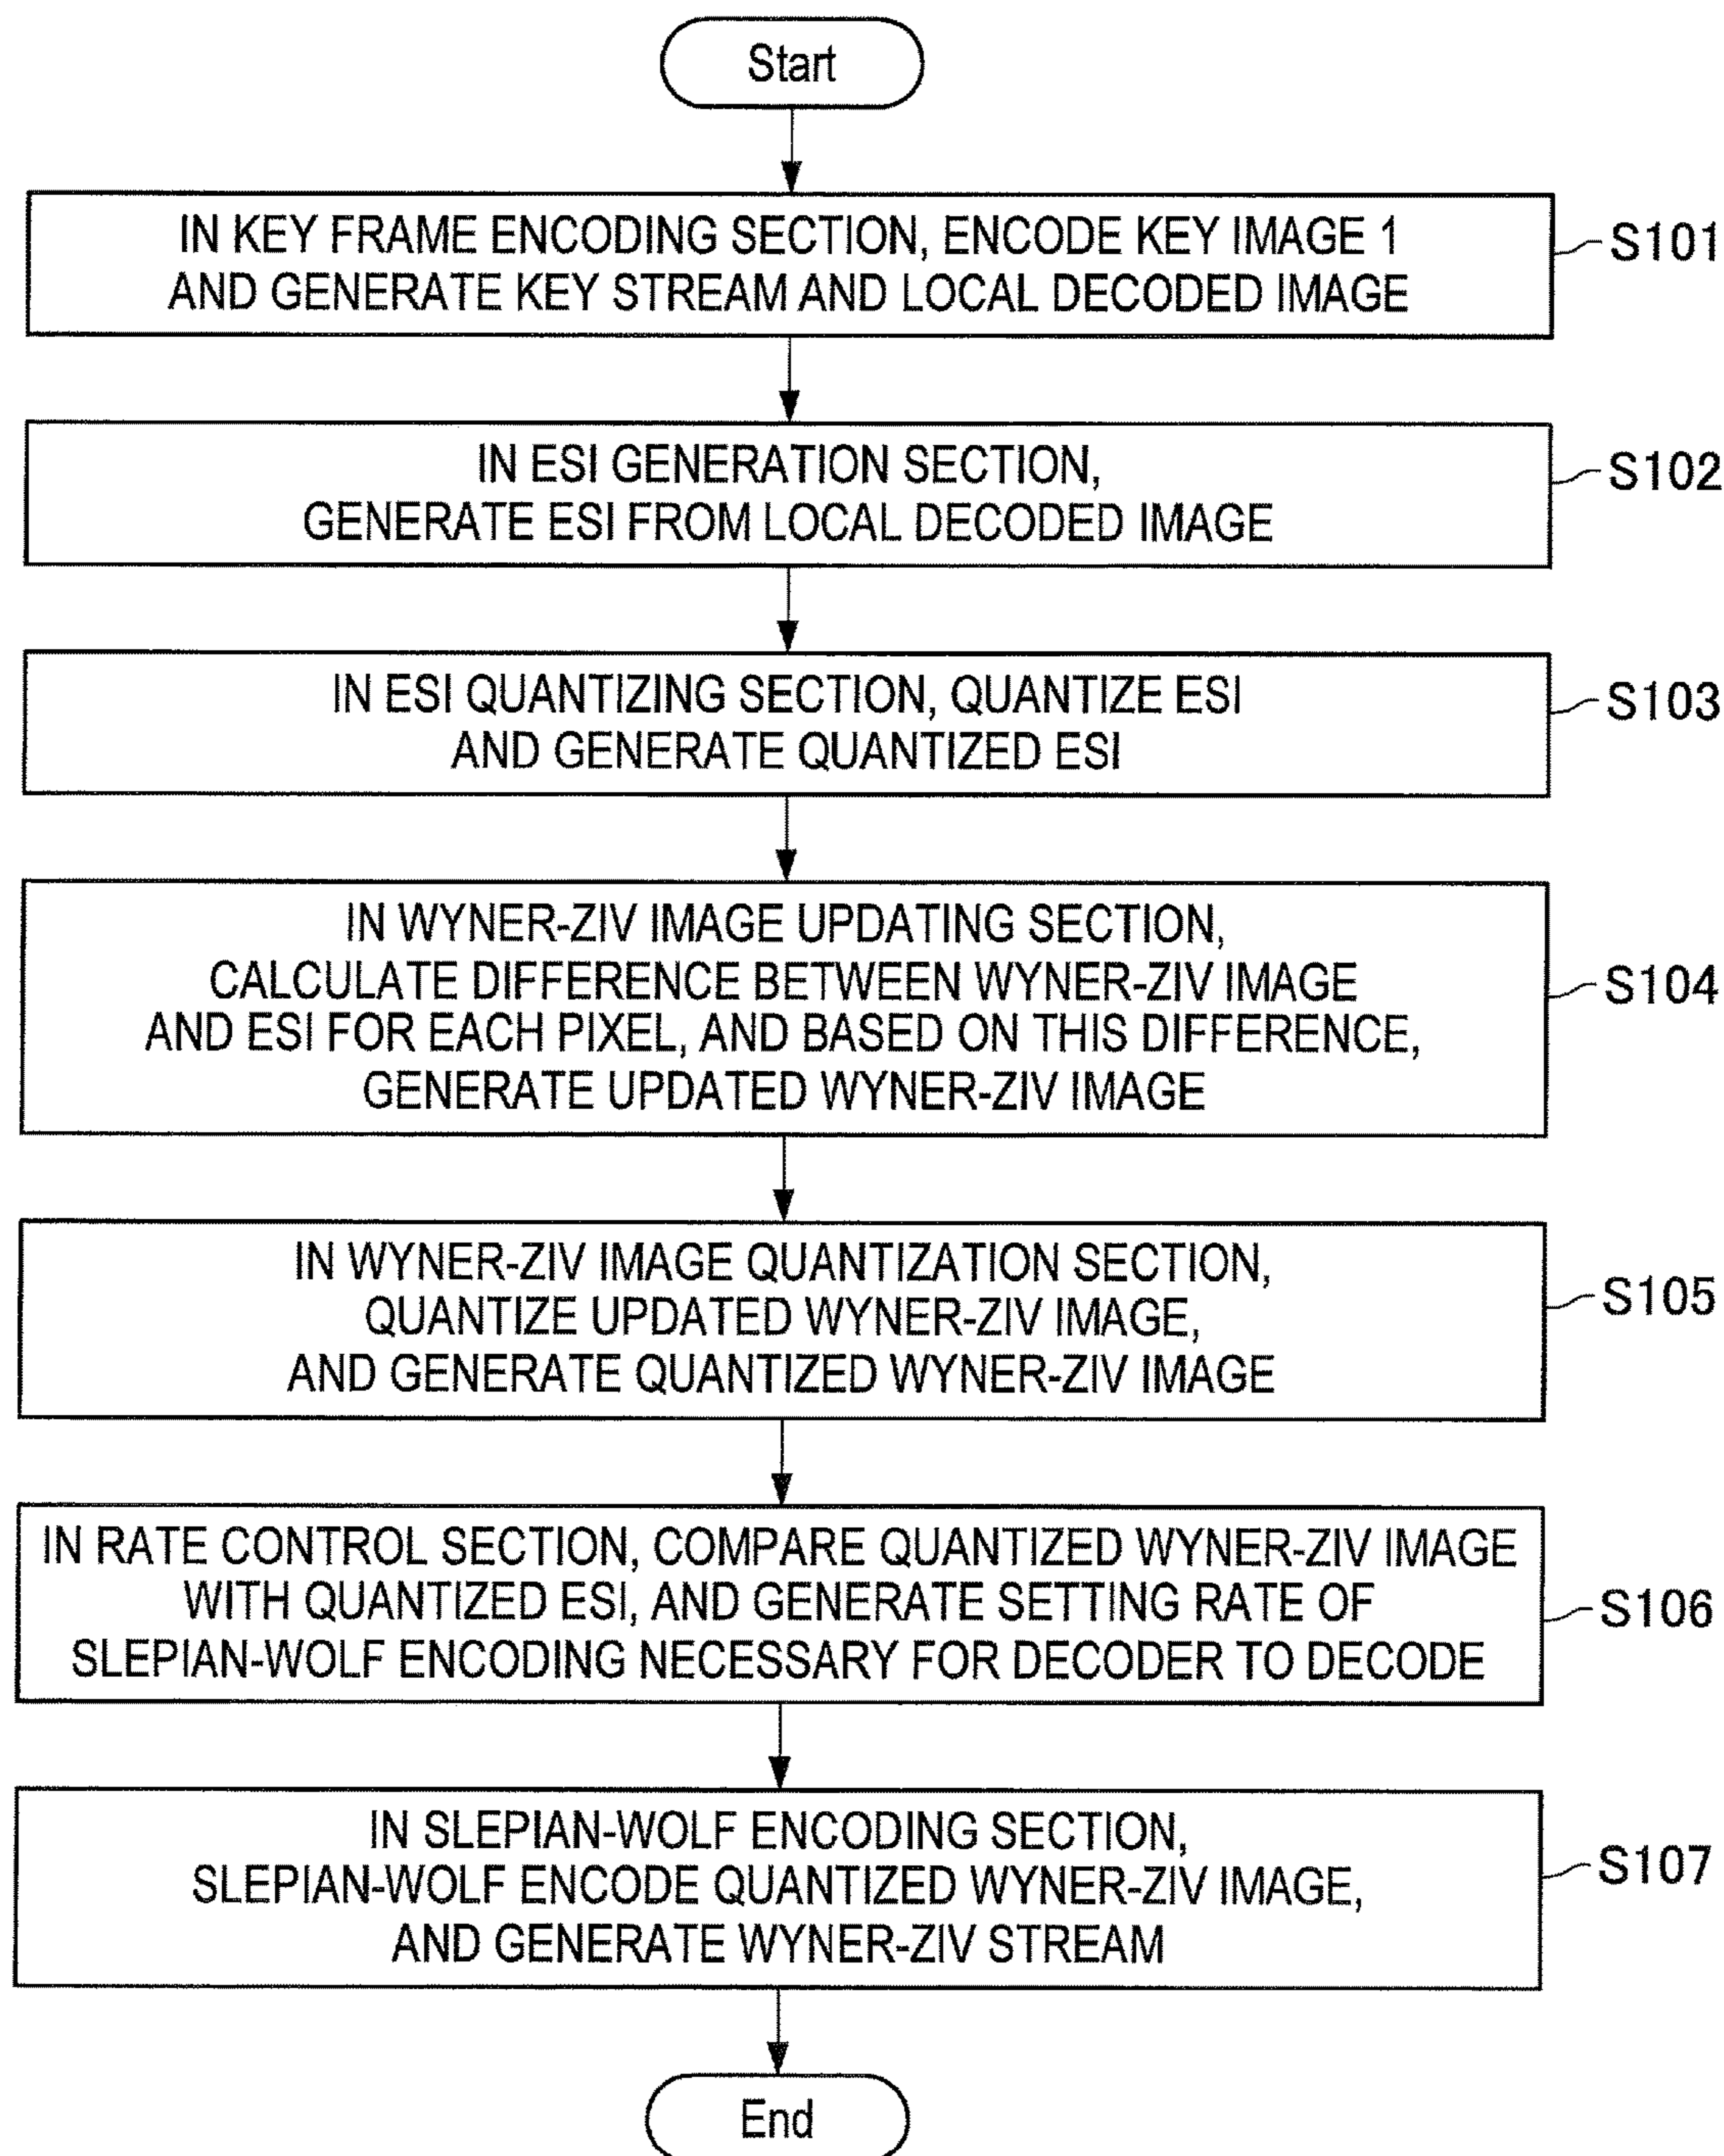 Start
IN KEY FRAME ENCODING SECTION, ENCODE KEY IMAGE 1
AND GENERATE KEY STREAM AND LOCAL DECODED IMAGE
S101
IN ESI GENERATION SECTION,
GENERATE ESI FROM LOCAL DECODED IMAGE
S102
IN ESI QUANTIZING SECTION, QUANTIZE ESI
AND GENERATE QUANTIZED ESI
S103
IN WYNER-ZIV IMAGE UPDATING SECTION,
CALCULATE DIFFERENCE BETWEEN WYNER-ZIV IMAGE
AND ESI FOR EACH PIXEL, AND BASED ON THIS DIFFERENCE,
GENERATE UPDATED WYNER-ZIV IMAGE
S104
IN WYNER-ZIV IMAGE QUANTIZATION SECTION,
QUANTIZE UPDATED WYNER-ZIV IMAGE,
AND GENERATE QUANTIZED WYNER-ZIV IMAGE
S105
IN RATE CONTROL SECTION, COMPARE QUANTIZED WYNER-ZIV IMAGE
WITH QUANTIZED ESI, AND GENERATE SETTING RATE OF
SLEPIAN-WOLF ENCODING NECESSARY FOR DECODER TO DECODE
S106
IN SLEPIAN-WOLF ENCODING SECTION,
SLEPIAN-WOLF ENCODE QUANTIZED WYNER-ZIV IMAGE,
AND GENERATE WYNER-ZIV STREAM
S107
End